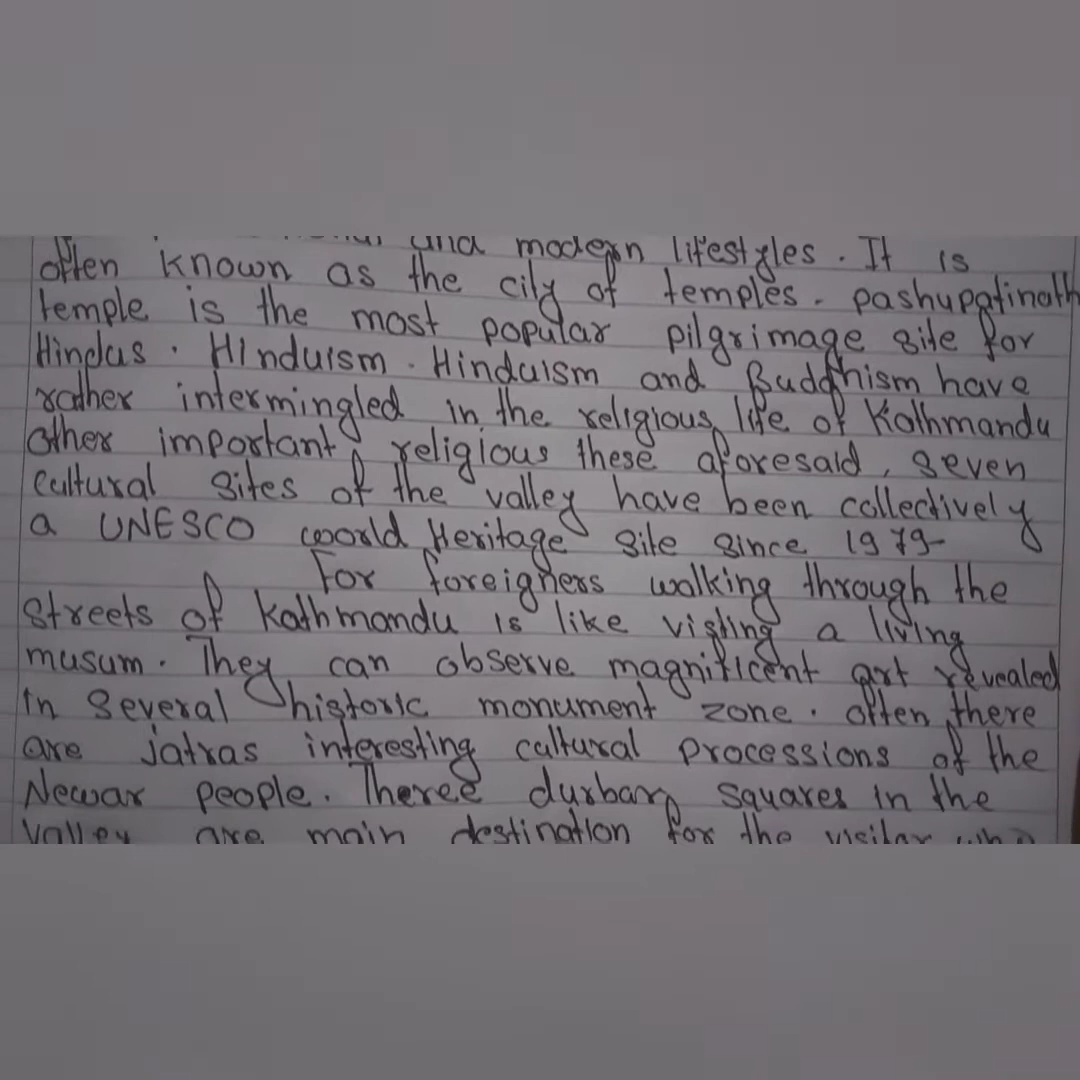 and modern lifestyles. It is
often known as the city of temples. pashupatinath
temple is the most popular pilgrimage site for
Hindus. Hinduism. Hinduism and Buddhism have
rather intermingled in the religious life of Kathmandu
other important religious these aforesaid, seven
cultural sites of the valley have been collectively
a UNESCO world Heritage site since 1979
For foreigners walking through the
streets of Kathmandu is like visting a living
musum. They can observe magnificent art revealed
in several historic monument zone. often there
are jatras interesting cultural processions of the
Newar people. Theree durbar squares in the
valley are main destination for the visitor who